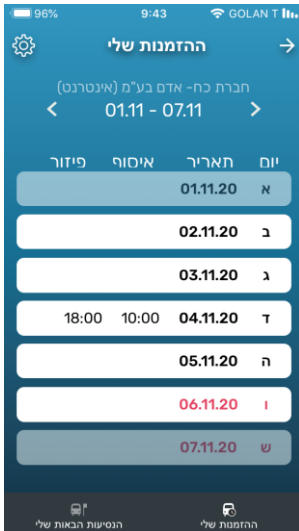 96% 9:43 GOLAN T
ההזמנות שלי
חברת כח- אדם בע"מ (אינטרנט)
01.11 - 07.11
יום תאריך איסוף פיזור
א 01.11.20
ב 02.11.20
ג 03.11.20
ד 04.11.20 10:00 18:00
ה 05.11.20
ו 06.11.20
ש 07.11.20
ההזמנות שלי הנסיעות הבאות שלי